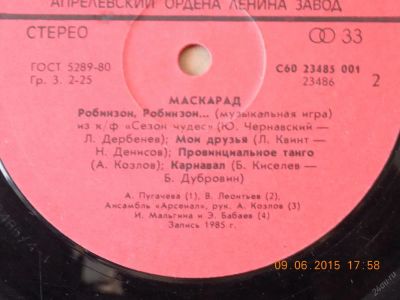 АПРЕЛЕВСКИЙ ОРДЕНА ЛЕНИНА ЗАВОД
СТЕРЕО
33
ГОСТ 5289-80
Гр. 3. 2-25
С60 23485 001
23486
2
МАСКАРАД
Робинзон, Робинзон... (музыкальная игра)
из к/ф «Сезон чудес» (Ю. Чернавский —
Л. Дербенев); Мои друзья (Л. Квинт —
Н. Денисов); Провинциальное танго
(А. Козлов); Карнавал (Б. Киселев —
Б. Дубровин)
А. Пугачева (1), В. Леонтьев (2),
Ансамбль «Арсенал», рук. А. Козлов (3)
И. Мальгина и Э. Бабаев (4)
Запись 1985 г.
09.06.2015 17:58
24au.ru